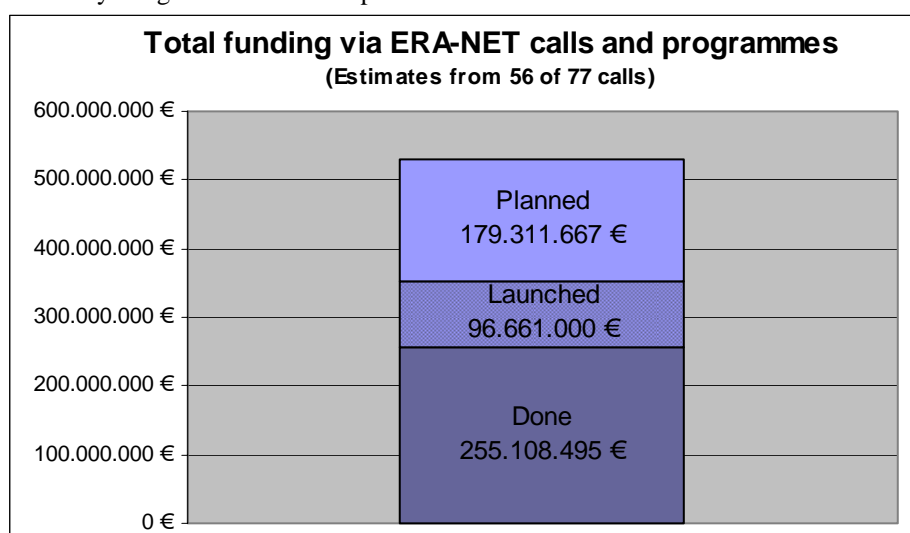 Total funding via ERA-NET calls and programmes
(Estimates from 56 of 77 calls)
600.000.000 €
500.000.000 €
400.000.000 €
300.000.000 €
200.000.000 €
100.000.000 €
0 €
Planned
179.311.667 €
Launched
96.661.000 €
Done
255.108.495 €